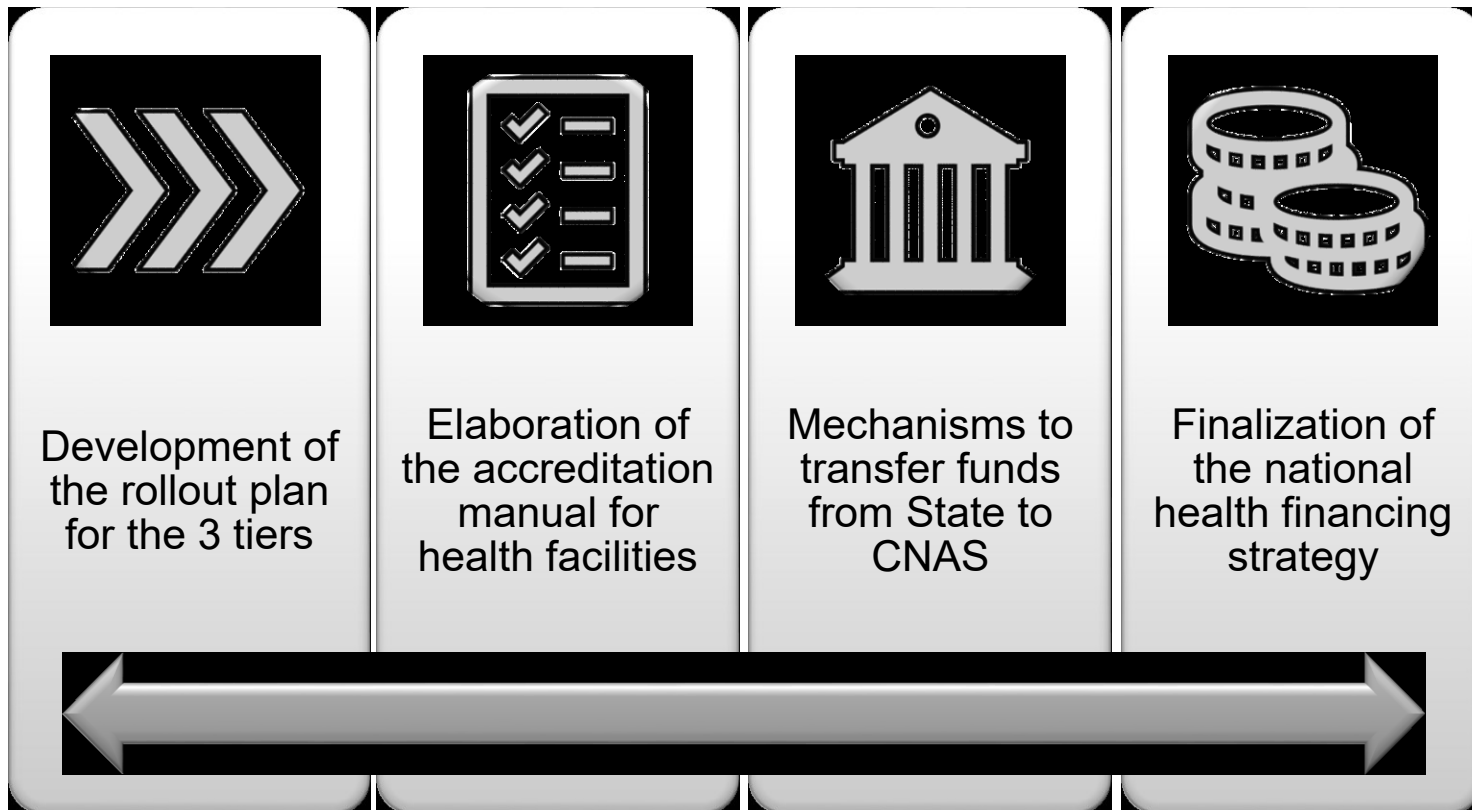 Development of
the rollout plan
for the 3 tiers
Elaboration of
the accreditation
manual for
health facilities
Mechanisms to
transfer funds
from State to
CNAS
Finalization of
the national
health financing
strategy